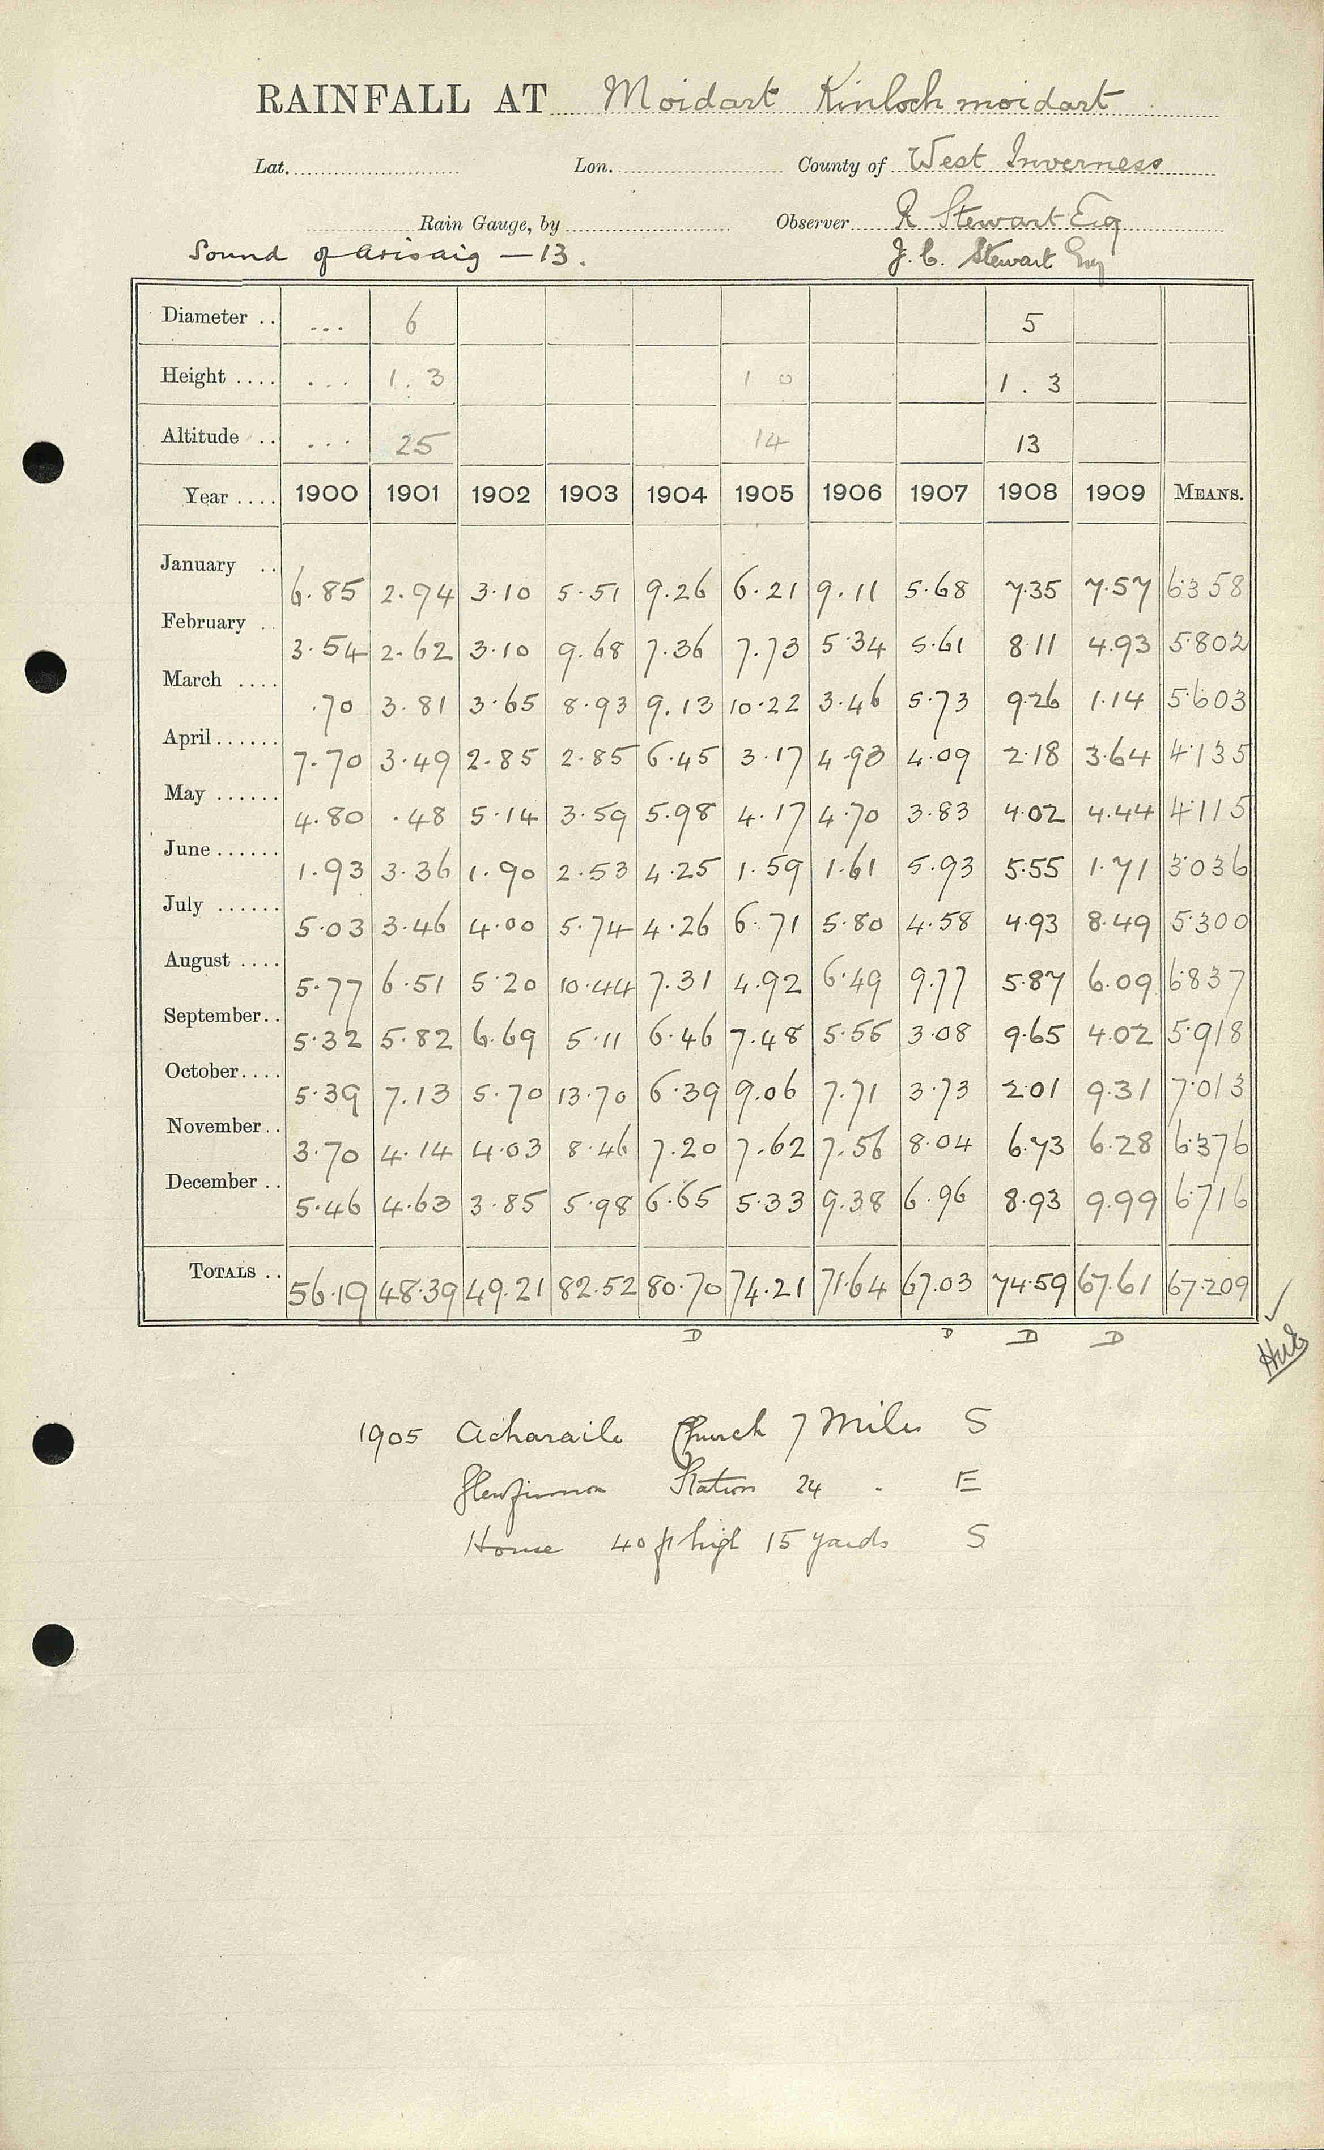 RAINFALL AT Moidart Kinlochmoidart
Lat. Lon. County of West Inverness
Rain Gauge, by Observer R Stewart Esq
Sound of Arisaig — 13. J. C. Stewart Esq
Diameter .. ... 6 5
Height .... ... 1.3 1 0 1.3
Altitude .. ... 25 14 13
Year .... 1900 1901 1902 1903 1904 1905 1906 1907 1908 1909 MEANS.
January .. 6.85 2.94 3.10 5.51 9.26 6.21 9.11 5.68 7.35 7.57 6.358
February .. 3.54 2.62 3.10 9.68 7.36 7.73 5.34 5.61 8.11 4.93 5.802
March .... .70 3.81 3.65 8.93 9.13 10.22 3.46 5.73 9.26 1.14 5.603
April ...... 7.70 3.49 2.85 2.85 6.45 3.17 4.93 4.09 2.18 3.64 4.135
May ...... 4.80 .48 5.14 3.59 5.98 4.17 4.70 3.83 4.02 4.44 4.115
June ...... 1.93 3.36 1.90 2.53 4.25 1.59 1.61 5.93 5.55 1.71 3.036
July ...... 5.03 3.46 4.00 5.74 4.26 6.71 5.80 4.58 4.93 8.49 5.300
August .... 5.77 6.51 5.20 10.44 7.31 4.92 6.49 9.77 5.87 6.09 6.837
September .. 5.32 5.82 6.69 5.11 6.46 7.48 5.55 3.08 9.65 4.02 5.918
October .... 5.39 7.13 5.70 13.70 6.39 9.06 7.71 3.73 2.01 9.31 7.013
November .. 3.70 4.14 4.03 8.46 7.20 7.62 7.56 8.04 6.73 6.28 6.376
December .. 5.46 4.63 3.85 5.98 6.65 5.33 9.38 6.96 8.93 9.99 6.716
TOTALS .. 56.19 48.39 49.21 82.52 80.70 74.21 71.64 67.03 74.59 67.61 67.209
D D D D
1905 Acharaile Church 7 Miles S
Glenfinnan Station 24 " E
House 40 ft high 15 yards S